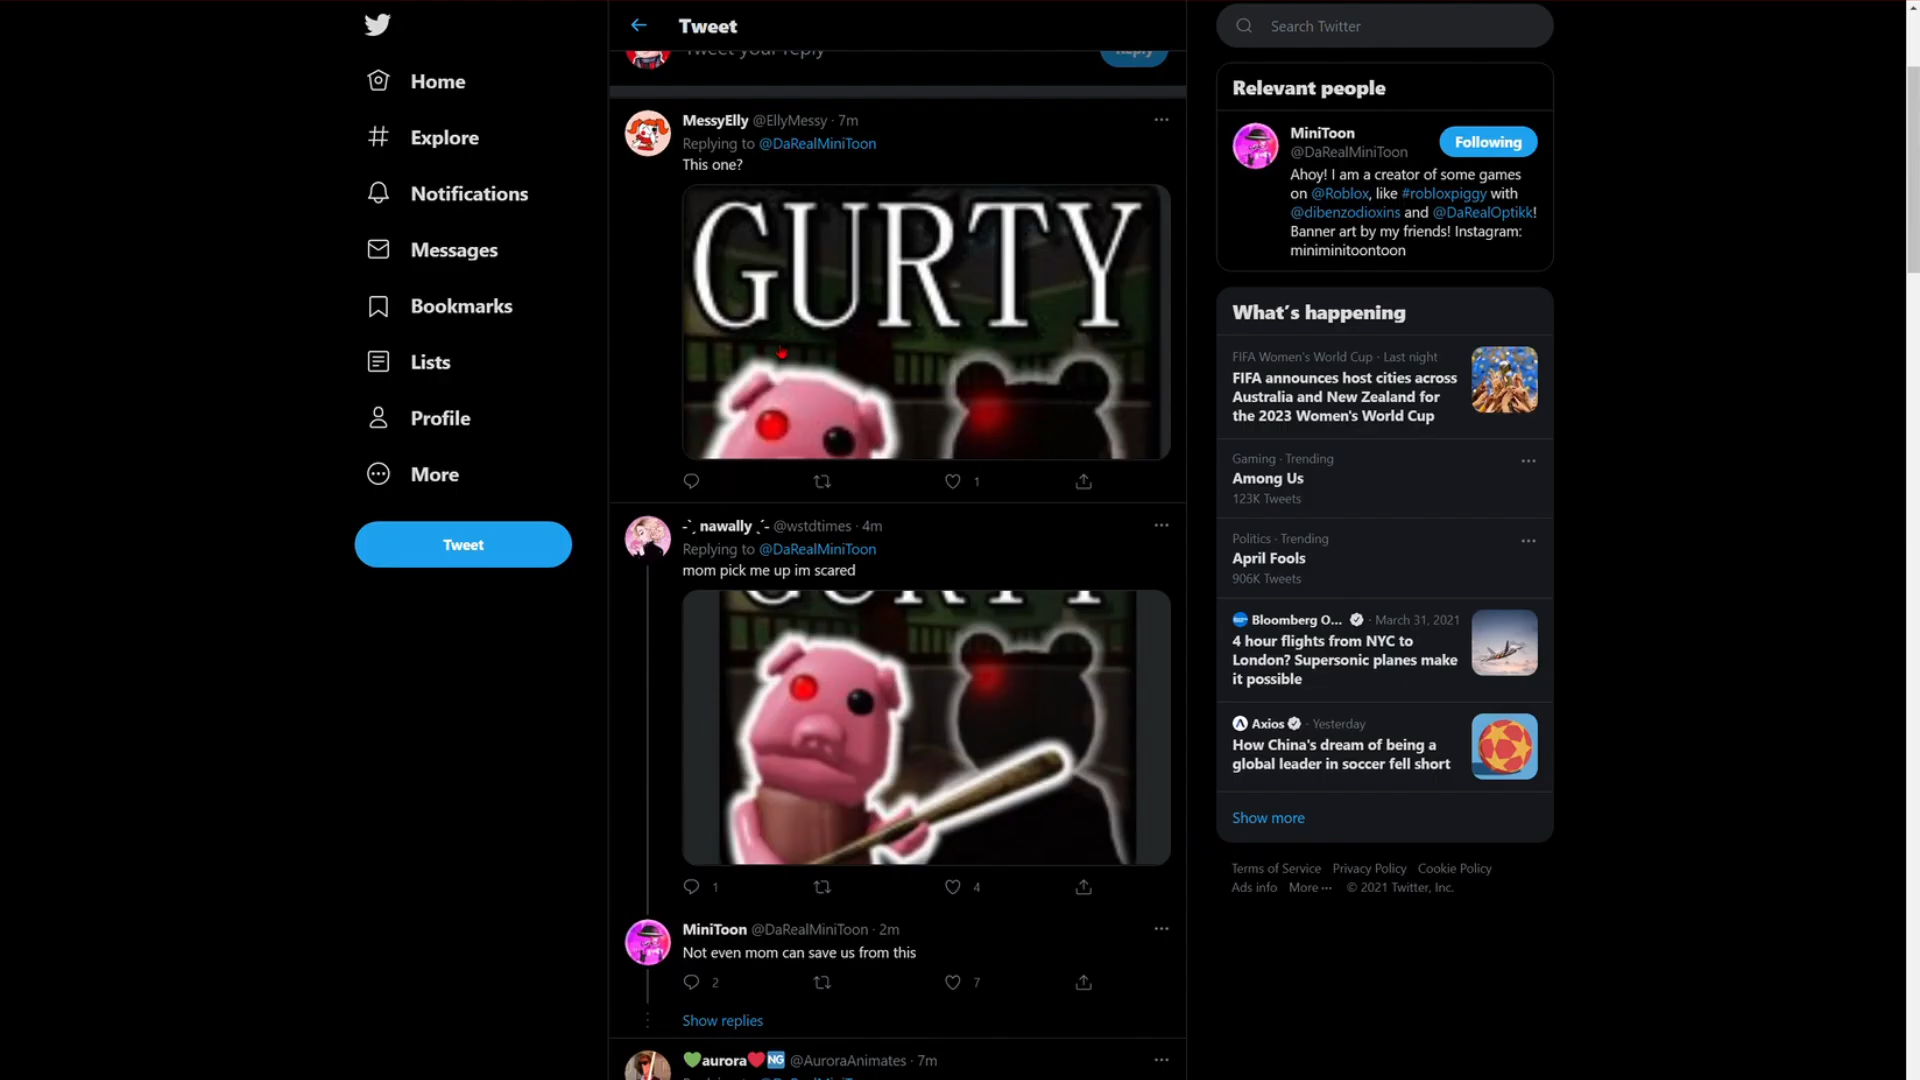 Home
Explore
Notifications
Messages
Bookmarks
Lists
Profile
More
Tweet
Tweet
Tweet your reply
Reply
MessyElly @EllyMessy · 7m
Replying to @DaRealMiniToon
This one?
GURTY
1
-`, nawally ,´- @wstdtimes · 4m
Replying to @DaRealMiniToon
mom pick me up im scared
GURTY
1
4
MiniToon @DaRealMiniToon · 2m
Not even mom can save us from this
2
7
Show replies
aurora NG @AuroraAnimates · 7m
Replying to @DaRealMiniToon
Search Twitter
Relevant people
MiniToon
@DaRealMiniToon
Following
Ahoy! I am a creator of some games
on @Roblox, like #robloxpiggy with
@dibenzodioxins and @DaRealOptikk!
Banner art by my friends! Instagram:
miniminitoontoon
What's happening
FIFA Women's World Cup · Last night
FIFA announces host cities across
Australia and New Zealand for
the 2023 Women's World Cup
Gaming · Trending
Among Us
123K Tweets
Politics · Trending
April Fools
906K Tweets
Bloomberg O... · March 31, 2021
4 hour flights from NYC to
London? Supersonic planes make
it possible
Axios · Yesterday
How China's dream of being a
global leader in soccer fell short
Show more
Terms of Service Privacy Policy Cookie Policy
Ads info More ··· © 2021 Twitter, Inc.